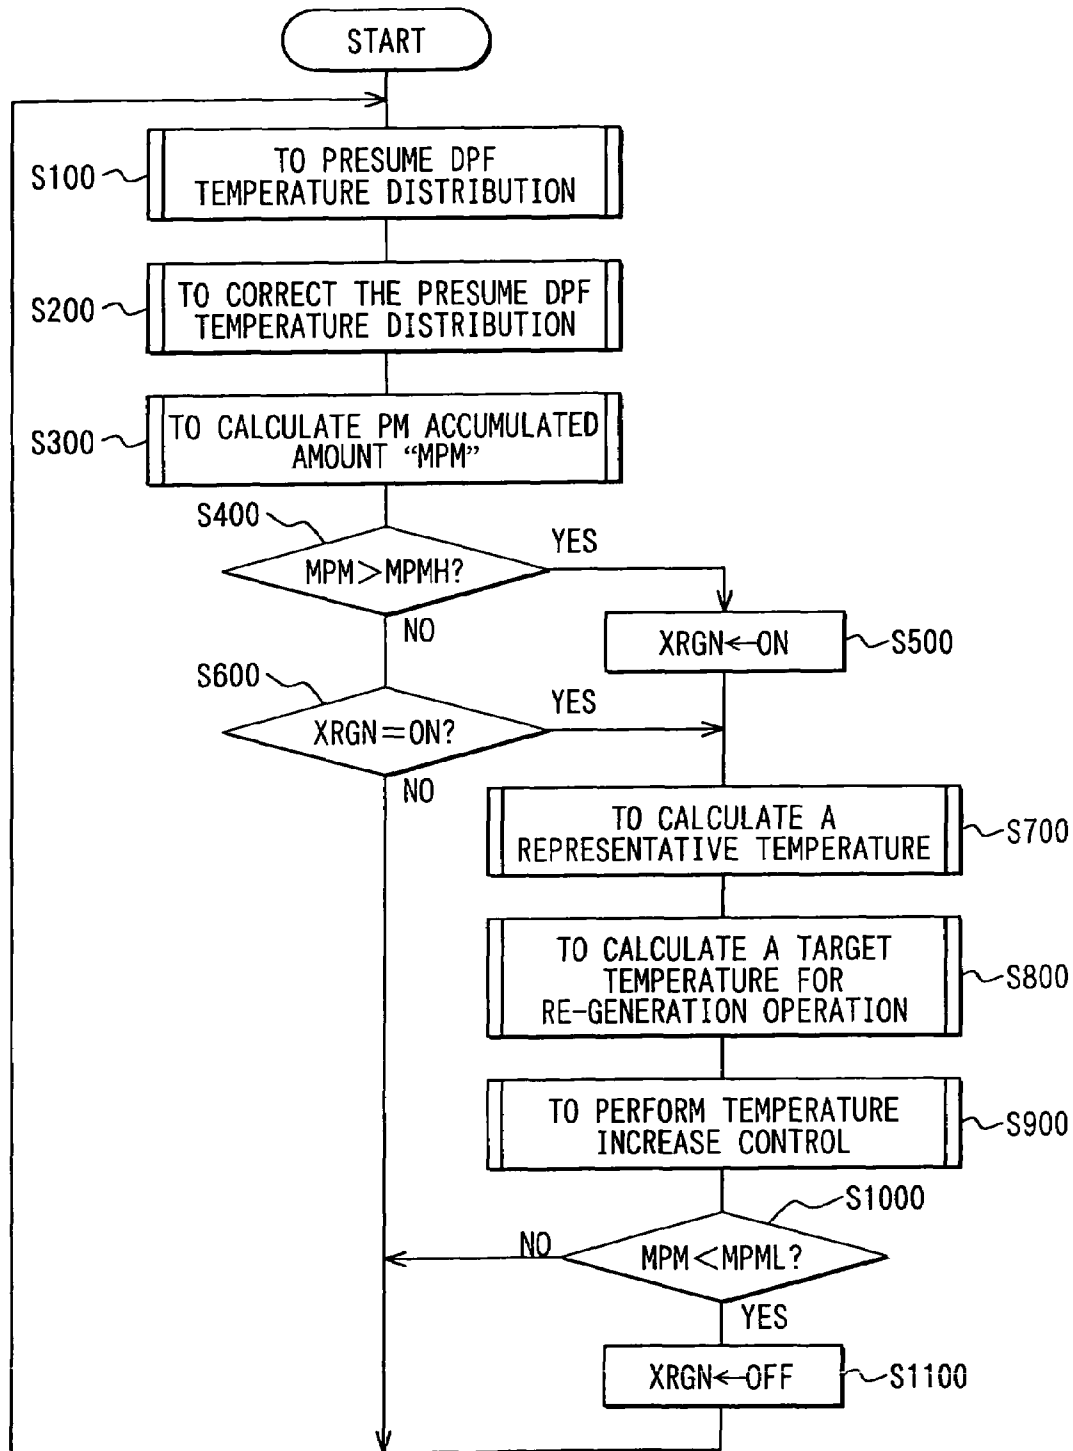 START
S100
TO PRESUME DPF
TEMPERATURE DISTRIBUTION
S200
TO CORRECT THE PRESUME DPF
TEMPERATURE DISTRIBUTION
S300
TO CALCULATE PM ACCUMULATED
AMOUNT “MPM”
S400
MPM>MPMH?
YES
NO
XRGN←ON
S500
S600
XRGN=ON?
YES
NO
TO CALCULATE A
REPRESENTATIVE TEMPERATURE
S700
TO CALCULATE A TARGET
TEMPERATURE FOR
RE-GENERATION OPERATION
S800
TO PERFORM TEMPERATURE
INCREASE CONTROL
S900
S1000
MPM<MPML?
NO
YES
XRGN←OFF
S1100